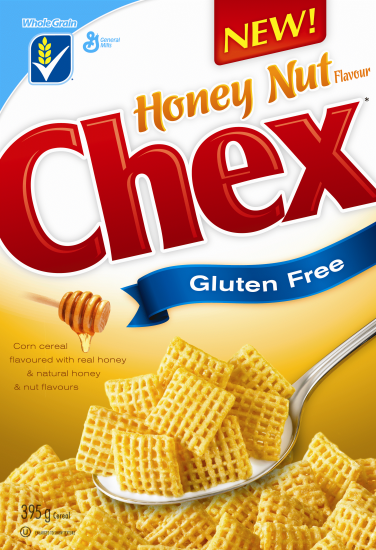 Whole Grain
General
Mills
NEW!
Honey Nut Flavour
Chex*
Gluten Free
Corn cereal
flavoured with real honey
& natural honey
& nut flavours
395 g Cereal
U